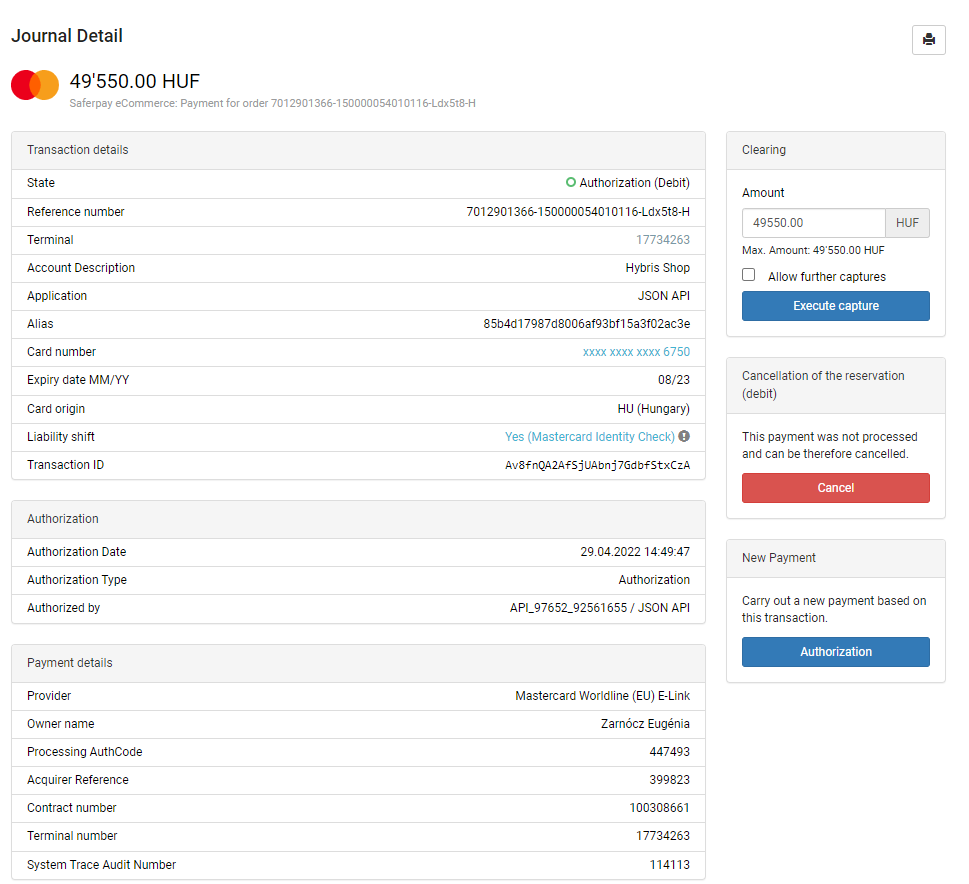 Journal Detail
49'550.00 HUF
Saferpay eCommerce: Payment for order 7012901366-150000054010116-Ldx5t8-H
Transaction details
State Authorization (Debit)
Reference number 7012901366-150000054010116-Ldx5t8-H
Terminal 17734263
Account Description Hybris Shop
Application JSON API
Alias 85b4d17987d8006af93bf15a3f02ac3e
Card number xxxx xxxx xxxx 6750
Expiry date MM/YY 08/23
Card origin HU (Hungary)
Liability shift Yes (Mastercard Identity Check)
Transaction ID Av8fnQA2AfSjUAbnj7GdbfStxCzA
Authorization
Authorization Date 29.04.2022 14:49:47
Authorization Type Authorization
Authorized by API_97652_92561655 / JSON API
Payment details
Provider Mastercard Worldline (EU) E-Link
Owner name Zarnócz Eugénia
Processing AuthCode 447493
Acquirer Reference 399823
Contract number 100308661
Terminal number 17734263
System Trace Audit Number 114113
Clearing
Amount
49550.00 HUF
Max. Amount: 49'550.00 HUF
Allow further captures
Execute capture
Cancellation of the reservation
(debit)
This payment was not processed
and can be therefore cancelled.
Cancel
New Payment
Carry out a new payment based on
this transaction.
Authorization